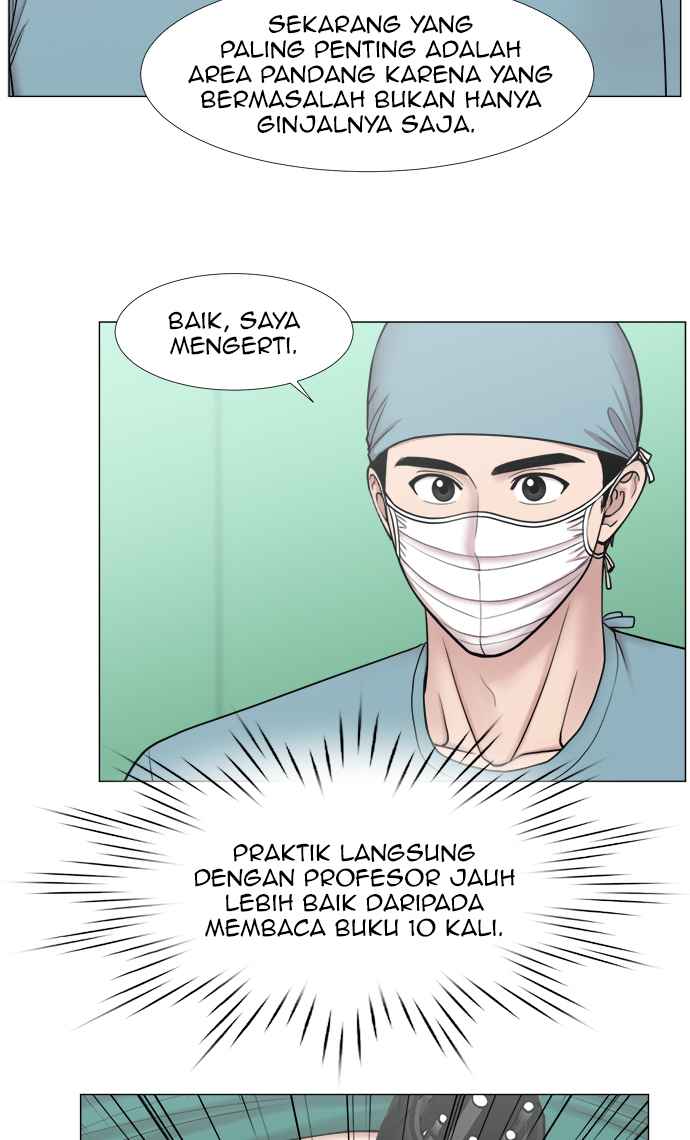 SEKARANG YANG
PALING PENTING ADALAH
AREA PANDANG KARENA YANG
BERMASALAH BUKAN HANYA
GINJALNYA SAJA.
BAIK, SAYA
MENGERTI.
PRAKTIK LANGSUNG
DENGAN PROFESOR JAUH
LEBIH BAIK DARIPADA
MEMBACA BUKU 10 KALI.